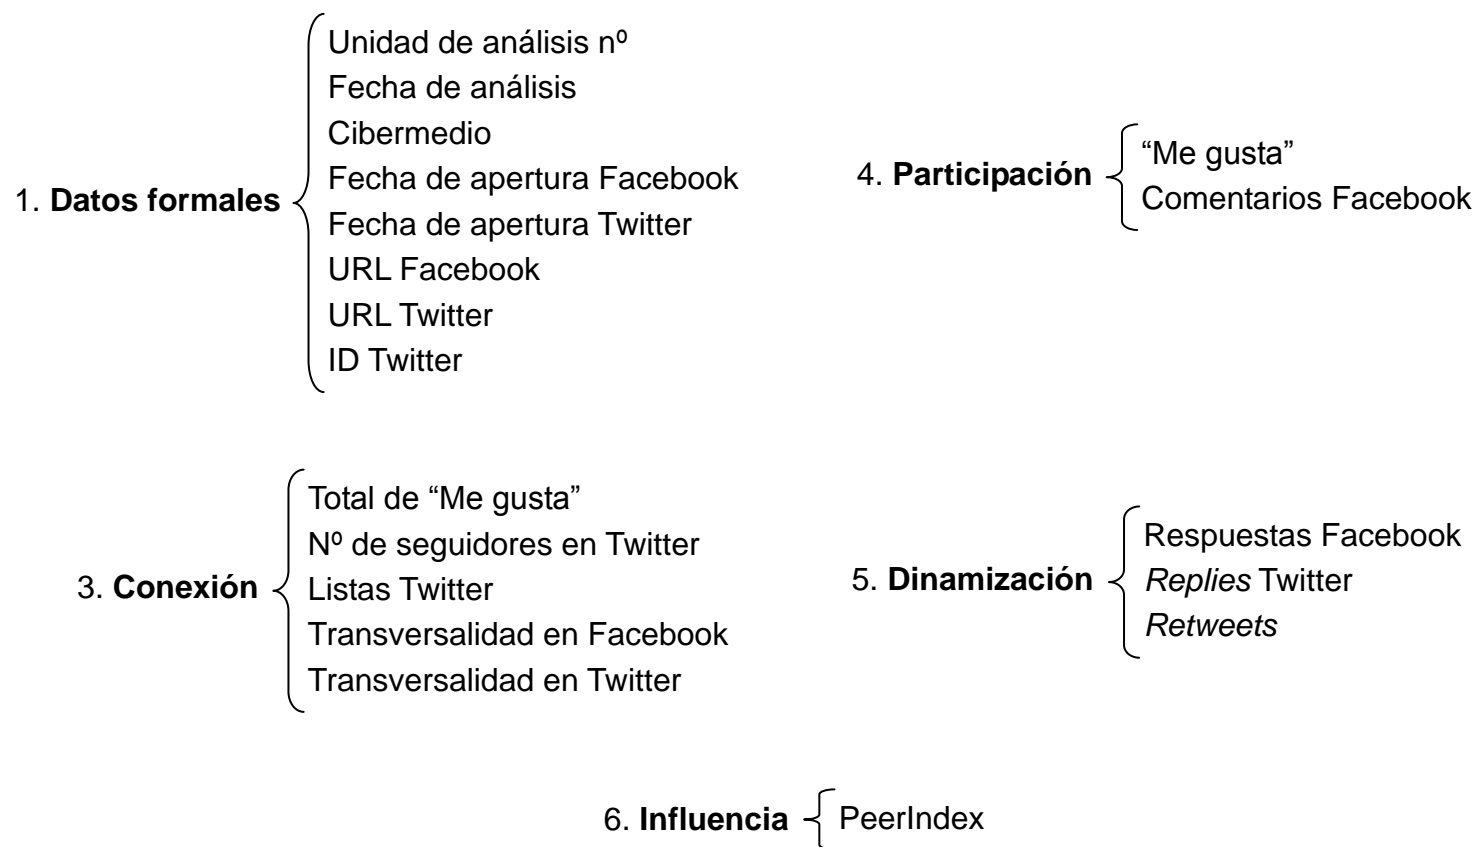 1. Datos formales
Unidad de análisis nº
Fecha de análisis
Cibermedio
Fecha de apertura Facebook
Fecha de apertura Twitter
URL Facebook
URL Twitter
ID Twitter
4. Participación
“Me gusta”
Comentarios Facebook
3. Conexión
Total de “Me gusta”
Nº de seguidores en Twitter
Listas Twitter
Transversalidad en Facebook
Transversalidad en Twitter
5. Dinamización
Respuestas Facebook
Replies Twitter
Retweets
6. Influencia
PeerIndex